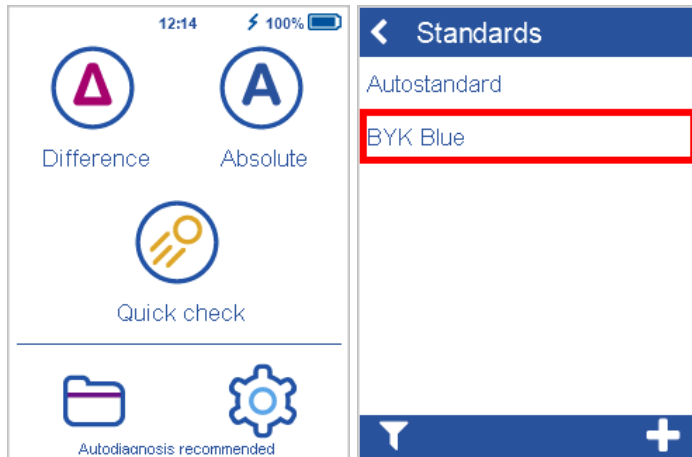 12:14 100%
Difference Absolute
Quick check
Autodiagnosis recommended
Standards
Autostandard
BYK Blue